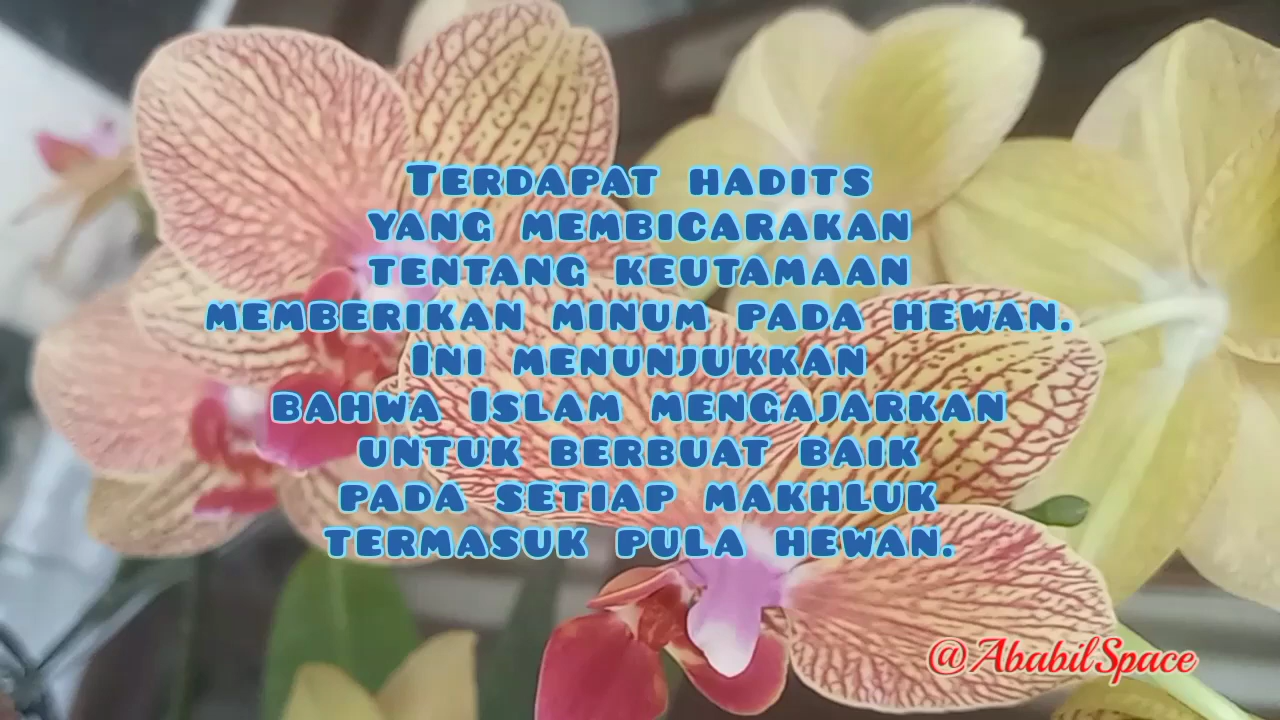 Terdapat hadits
yang membicarakan
tentang keutamaan
memberikan minum pada hewan.
Ini menunjukkan
bahwa Islam mengajarkan
untuk berbuat baik
pada setiap makhluk
termasuk pula hewan.
@AbabilSpace